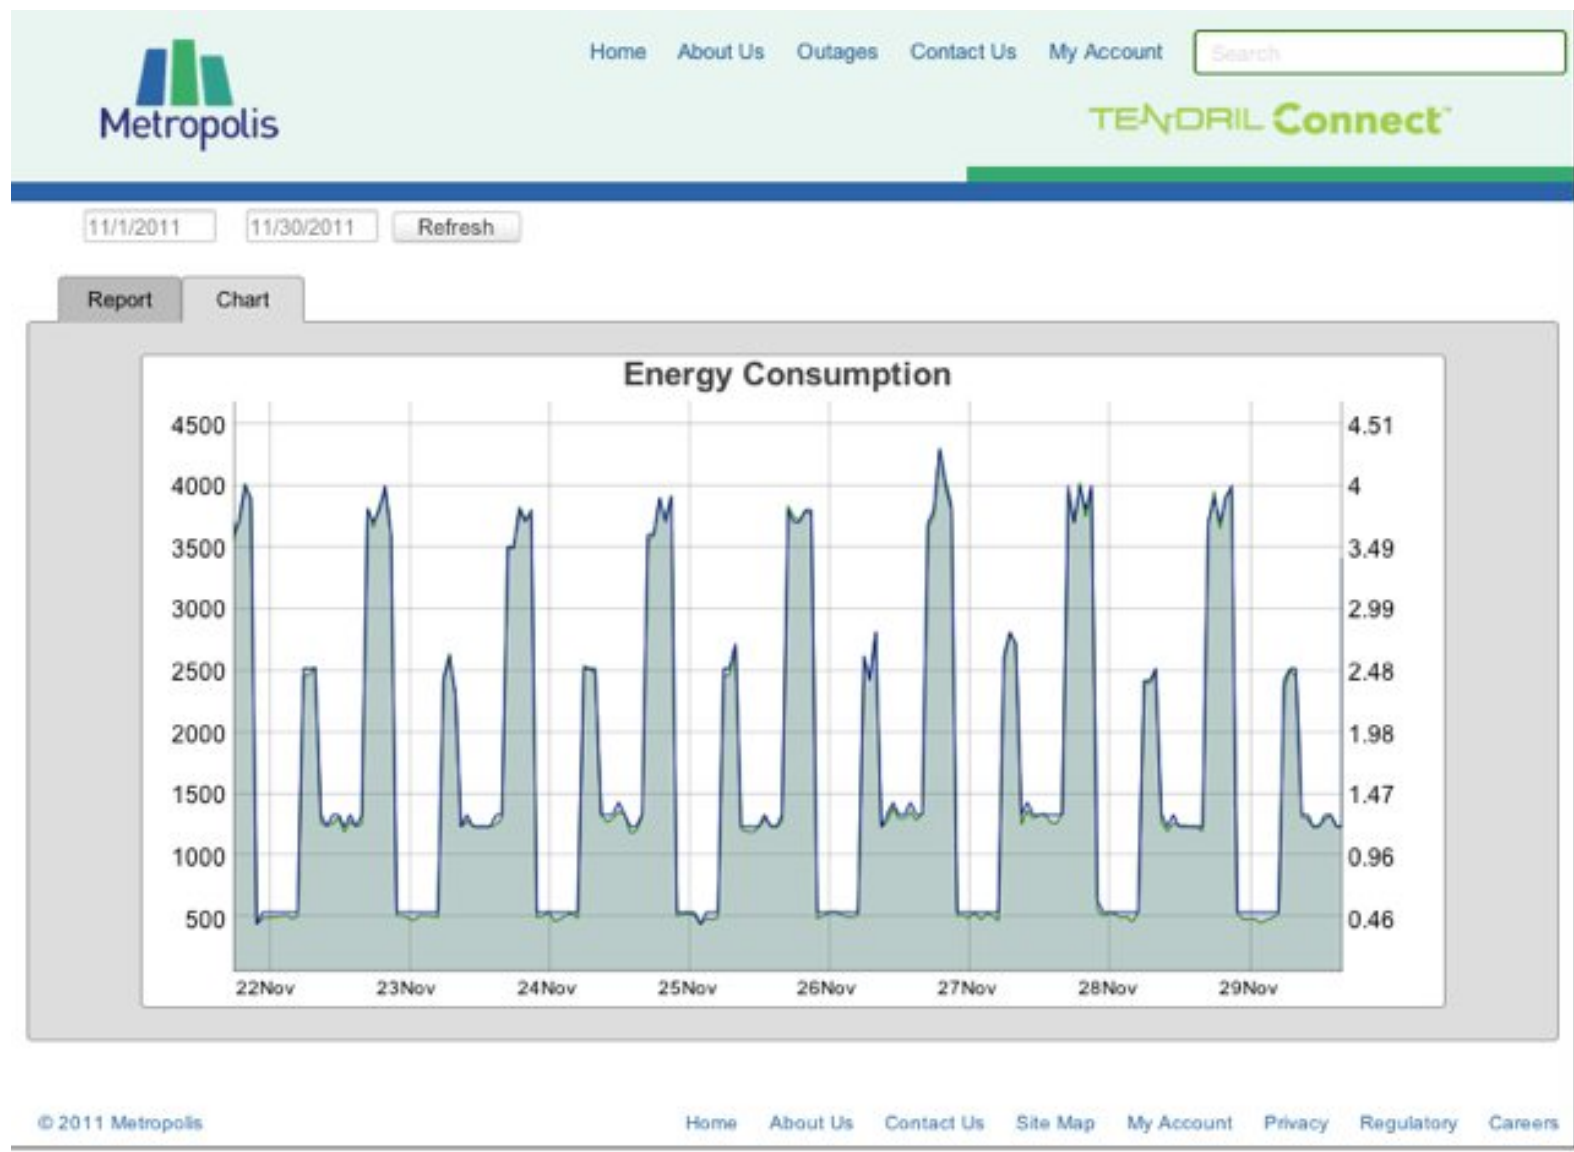 Home About Us Outages Contact Us My Account Search
Metropolis
TENDRIL Connect™
11/1/2011 11/30/2011 Refresh
Report Chart
Energy Consumption
4500 4.51
4000 4
3500 3.49
3000 2.99
2500 2.48
2000 1.98
1500 1.47
1000 0.96
500 0.46
22Nov 23Nov 24Nov 25Nov 26Nov 27Nov 28Nov 29Nov
© 2011 Metropolis Home About Us Contact Us Site Map My Account Privacy Regulatory Careers